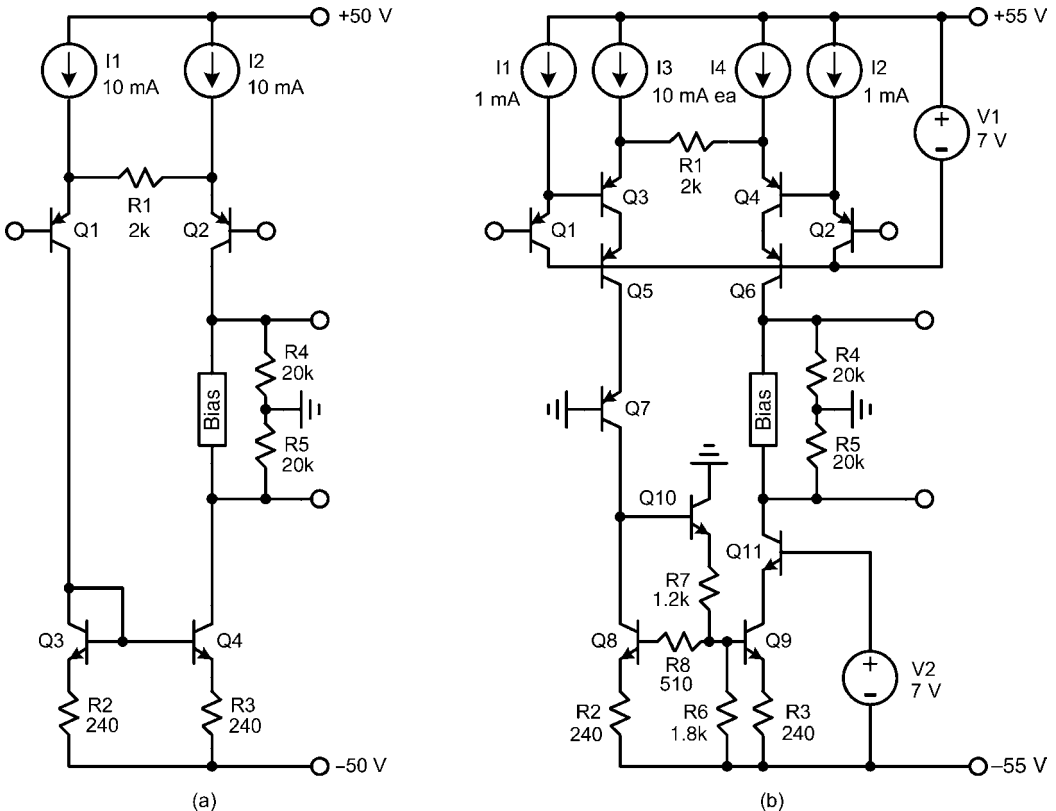 +50 V
I1
10 mA
I2
10 mA
R1
2k
Q1
Q2
R4
20k
Bias
R5
20k
Q3
Q4
R2
240
R3
240
–50 V
(a)
+55 V
I1
1 mA
I3
I4
10 mA ea
I2
1 mA
V1
7 V
R1
2k
Q3
Q4
Q1
Q2
Q5
Q6
R4
20k
Q7
Bias
R5
20k
Q10
Q11
R7
1.2k
Q8
Q9
R8
510
V2
7 V
R2
240
R6
1.8k
R3
240
–55 V
(b)